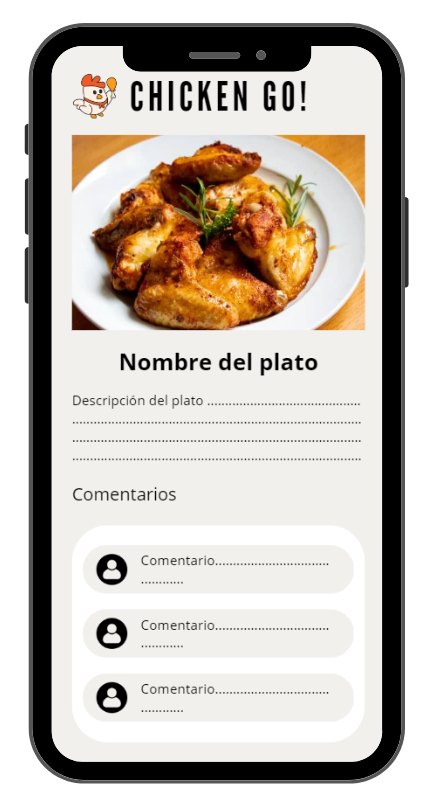 CHICKEN GO!
Nombre del plato
Descripción del plato ..........................................
................................................................................
................................................................................
................................................................................
Comentarios
Comentario...............................
............
Comentario...............................
............
Comentario...............................
............